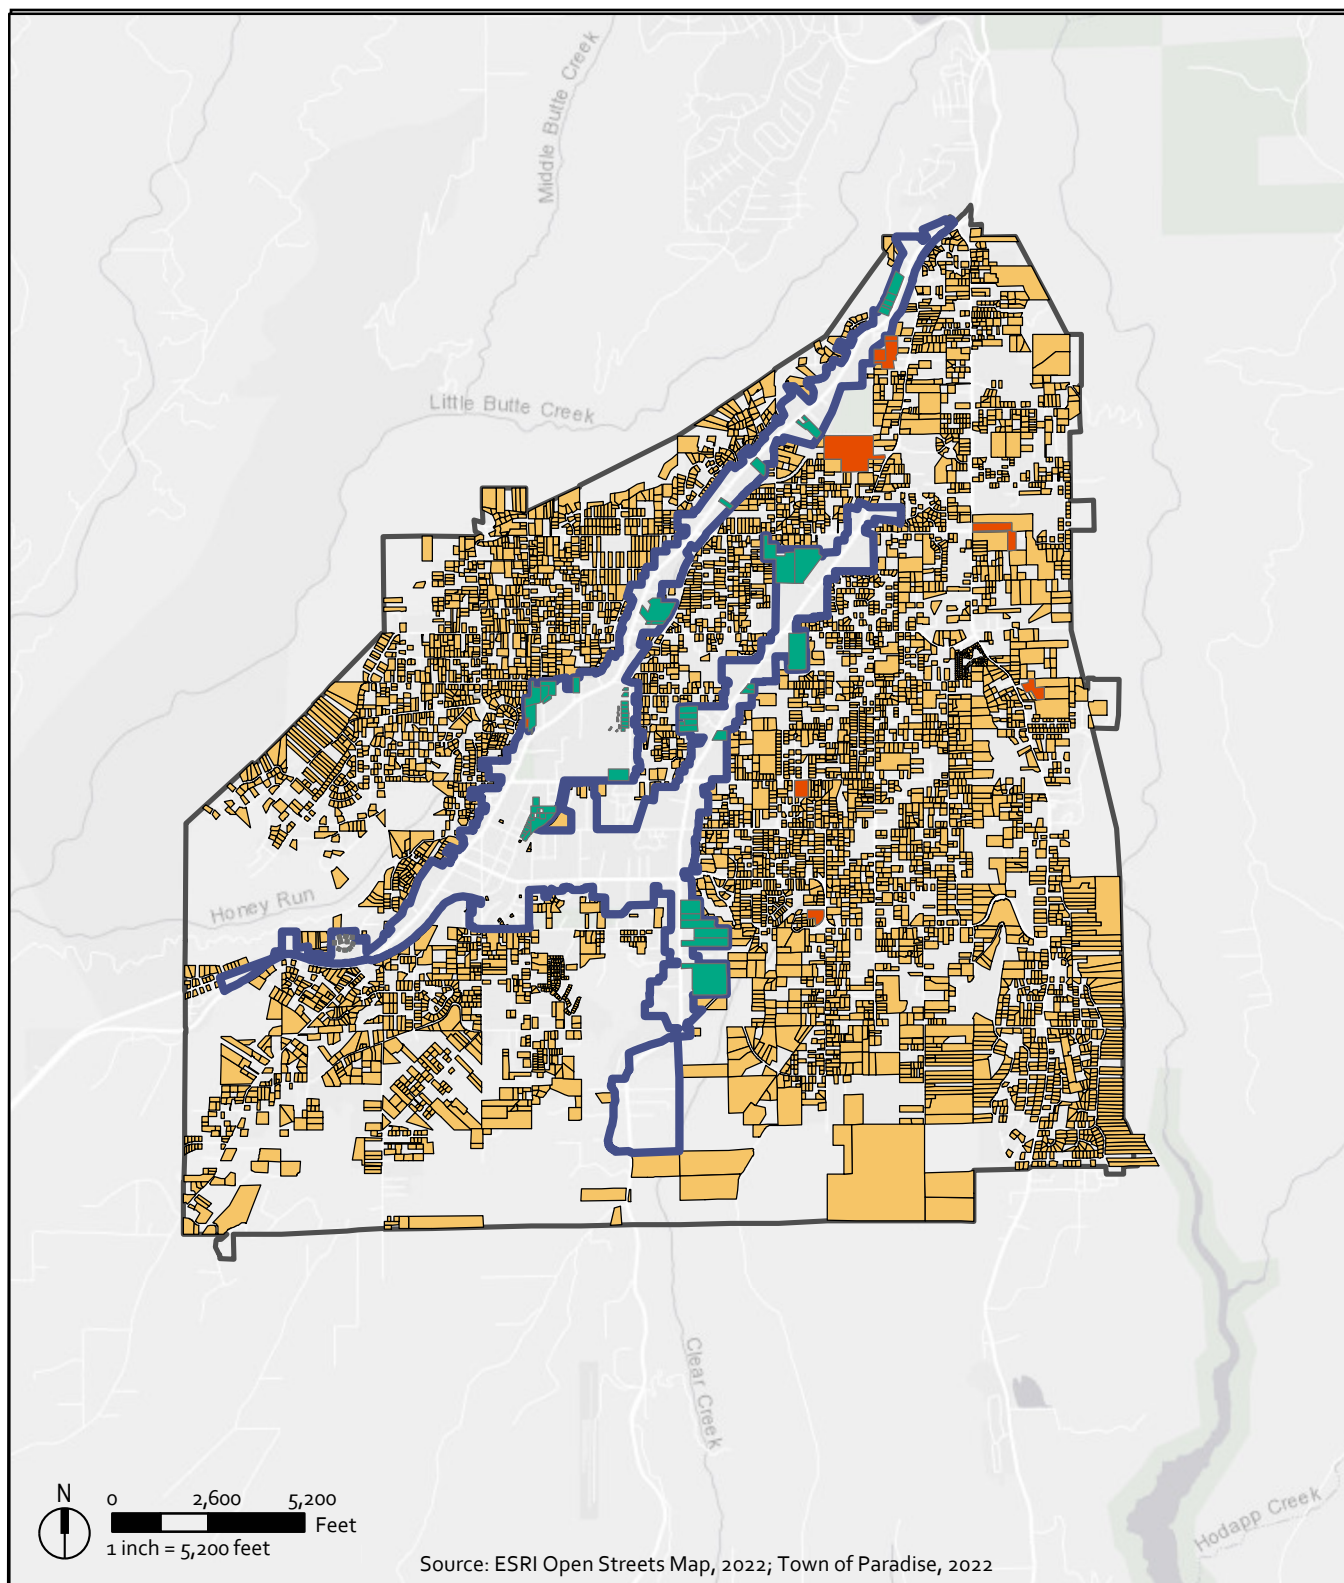 Middle Butte Creek
Little Butte Creek
Honey Run
Clear Creek
Hodapp Creek
N
0 2,600 5,200
Feet
1 inch = 5,200 feet
Source: ESRI Open Streets Map, 2022; Town of Paradise, 2022